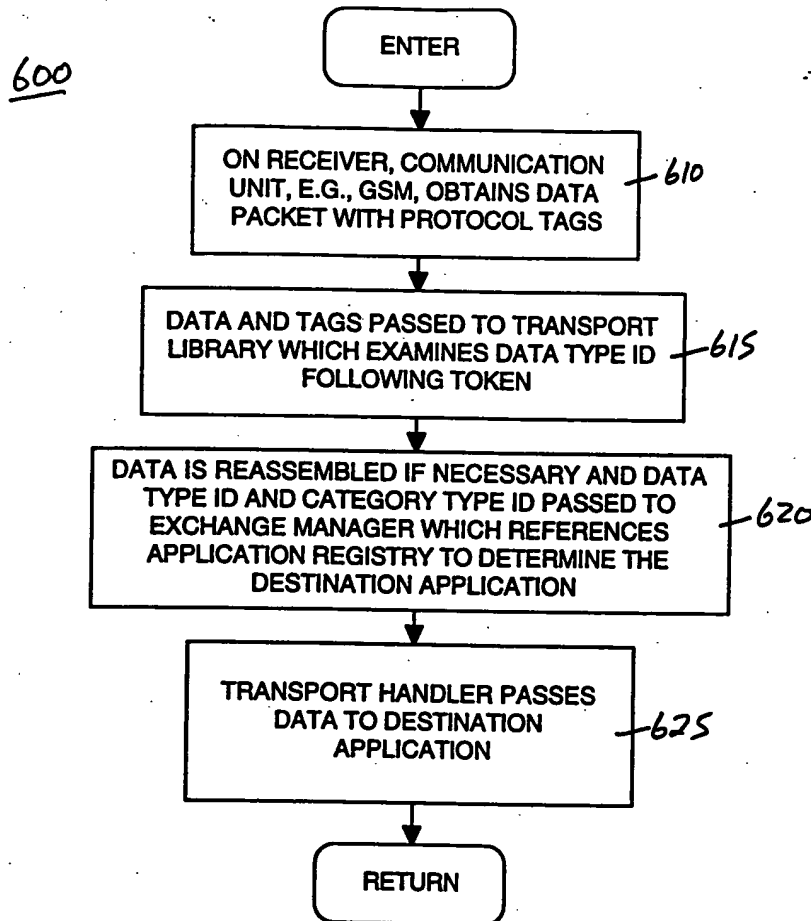 600
ENTER
ON RECEIVER, COMMUNICATION
UNIT, E.G., GSM, OBTAINS DATA
PACKET WITH PROTOCOL TAGS
610
DATA AND TAGS PASSED TO TRANSPORT
LIBRARY WHICH EXAMINES DATA TYPE ID
FOLLOWING TOKEN
615
DATA IS REASSEMBLED IF NECESSARY AND DATA
TYPE ID AND CATEGORY TYPE ID PASSED TO
EXCHANGE MANAGER WHICH REFERENCES
APPLICATION REGISTRY TO DETERMINE THE
DESTINATION APPLICATION
620
TRANSPORT HANDLER PASSES
DATA TO DESTINATION
APPLICATION
625
RETURN